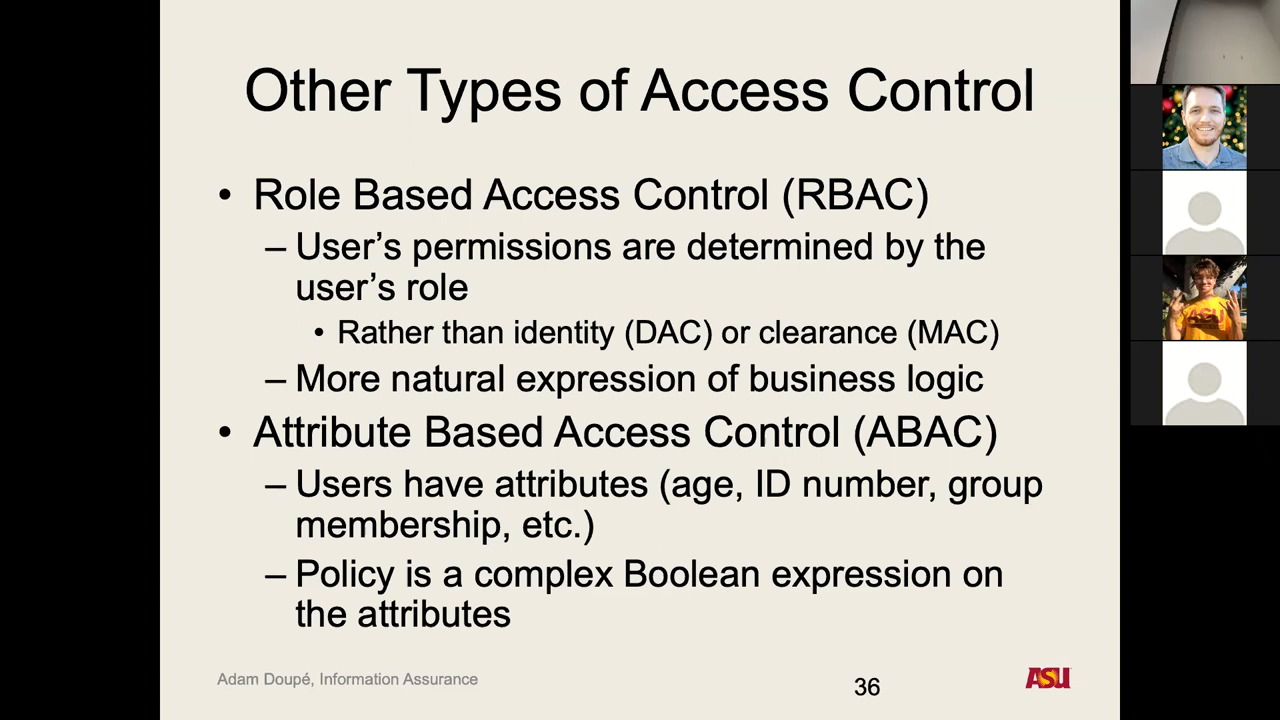 Other Types of Access Control
• Role Based Access Control (RBAC)
– User’s permissions are determined by the
user’s role
• Rather than identity (DAC) or clearance (MAC)
– More natural expression of business logic
• Attribute Based Access Control (ABAC)
– Users have attributes (age, ID number, group
membership, etc.)
– Policy is a complex Boolean expression on
the attributes
Adam Doupé, Information Assurance
36
ASU
ASU